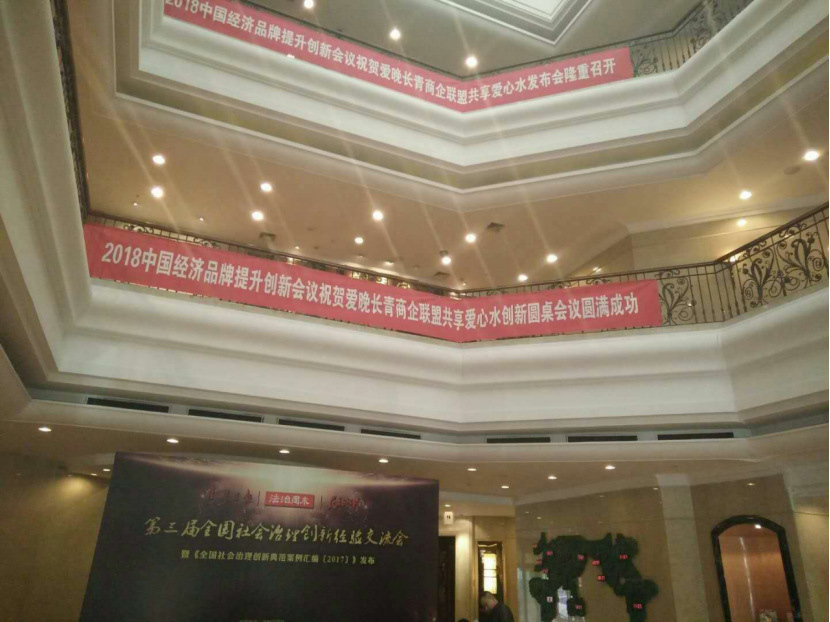 2018中国经济品牌提升创新会议祝贺爱晚长青商企联盟共享爱心水发布会隆重召开
2018中国经济品牌提升创新会议祝贺爱晚长青商企联盟共享爱心水创新圆桌会议圆满成功
法治周末
第三届全国社会治理创新经验交流会
暨《全国社会治理创新典范案例汇编〔2017〕》发布